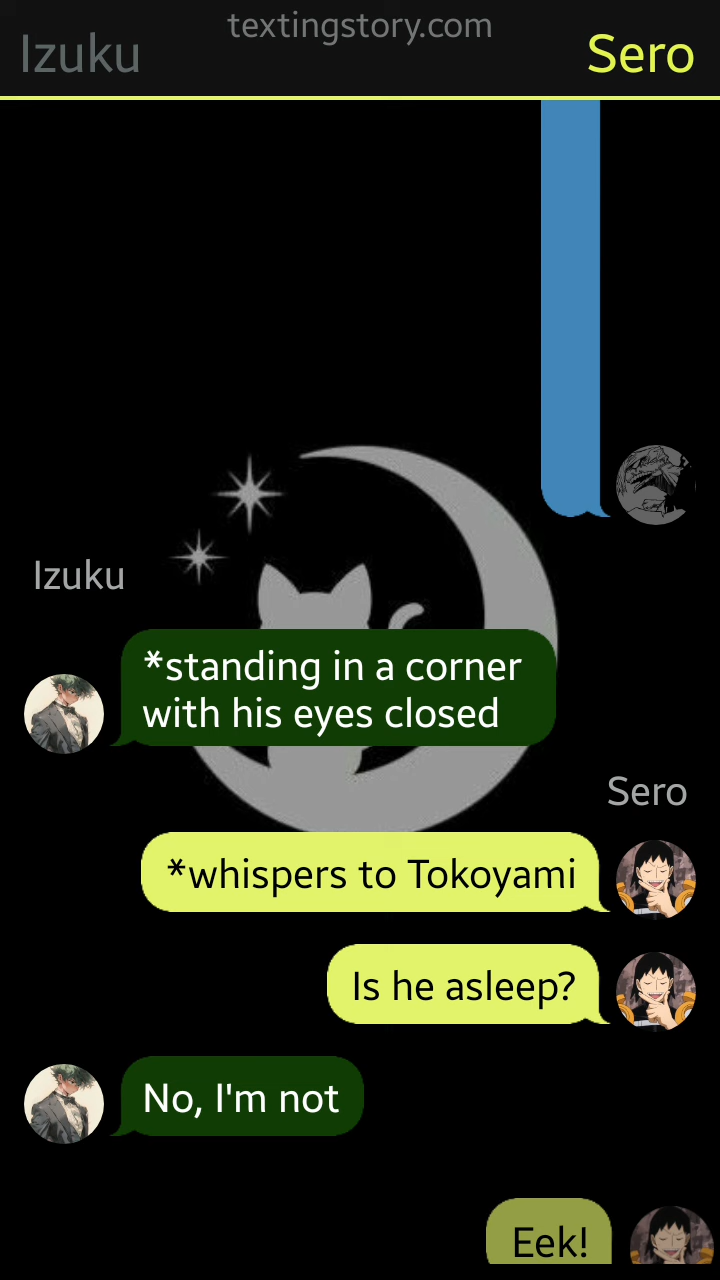 textingstory.com
Izuku
Sero
Izuku
*standing in a corner
with his eyes closed
Sero
*whispers to Tokoyami
Is he asleep?
No, I'm not
Eek!